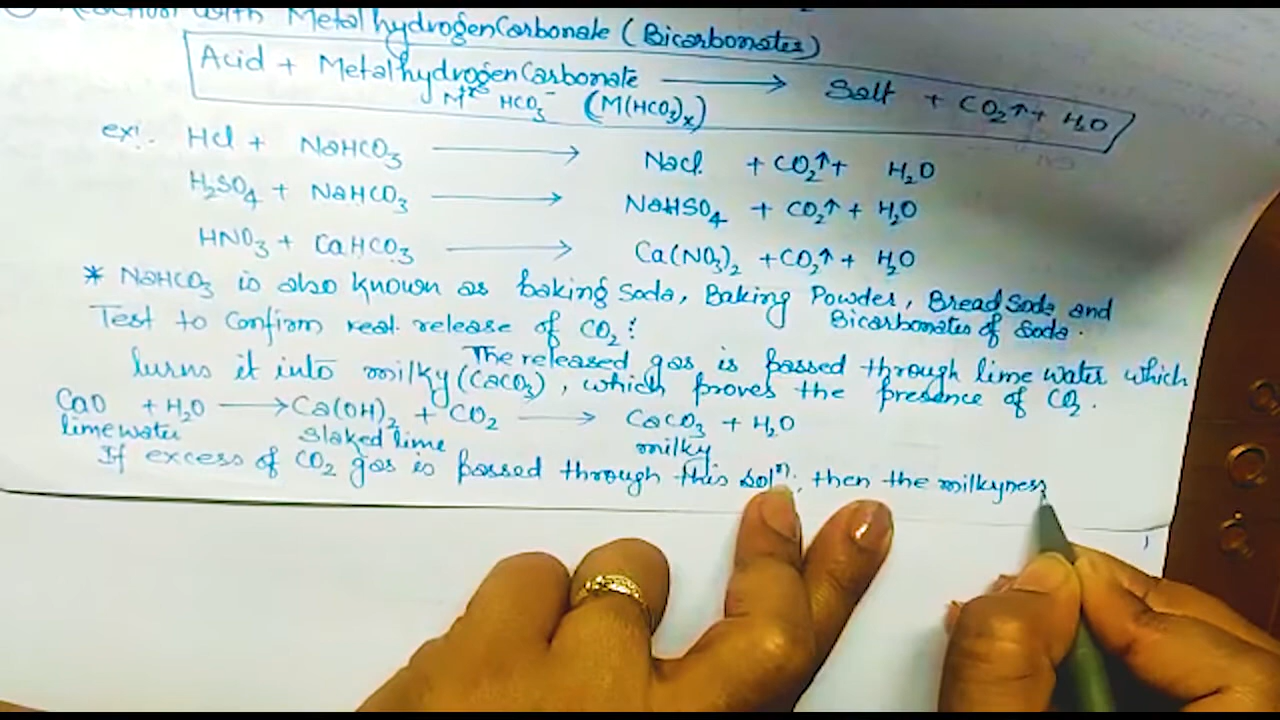 Reaction with Metal hydrogen Carbonate (Bicarbonates)
Acid + Metal hydrogen Carbonate ⟶ Salt + CO₂↑ + H₂O
HCO₃⁻ (M(HCO₃)ₓ)
ex:. HCl + NaHCO₃ ⟶ NaCl + CO₂↑ + H₂O
H₂SO₄ + NaHCO₃ ⟶ NaHSO₄ + CO₂↑ + H₂O
HNO₃ + CaHCO₃ ⟶ Ca(NO₃)₂ + CO₂↑ + H₂O
* NaHCO₃ is also known as baking Soda, Baking Powder, Bread Soda and
Bicarbonates of Soda.
Test to Confirm real release of CO₂:
The released gas is passed through lime water which
turns it into milky (CaCO₃), which proves the presence of CO₂.
CaO + H₂O ⟶ Ca(OH)₂ + CO₂ ⟶ CaCO₃ + H₂O
lime water slaked lime milky
If excess of CO₂ gas is passed through this solⁿ., then the milkyness